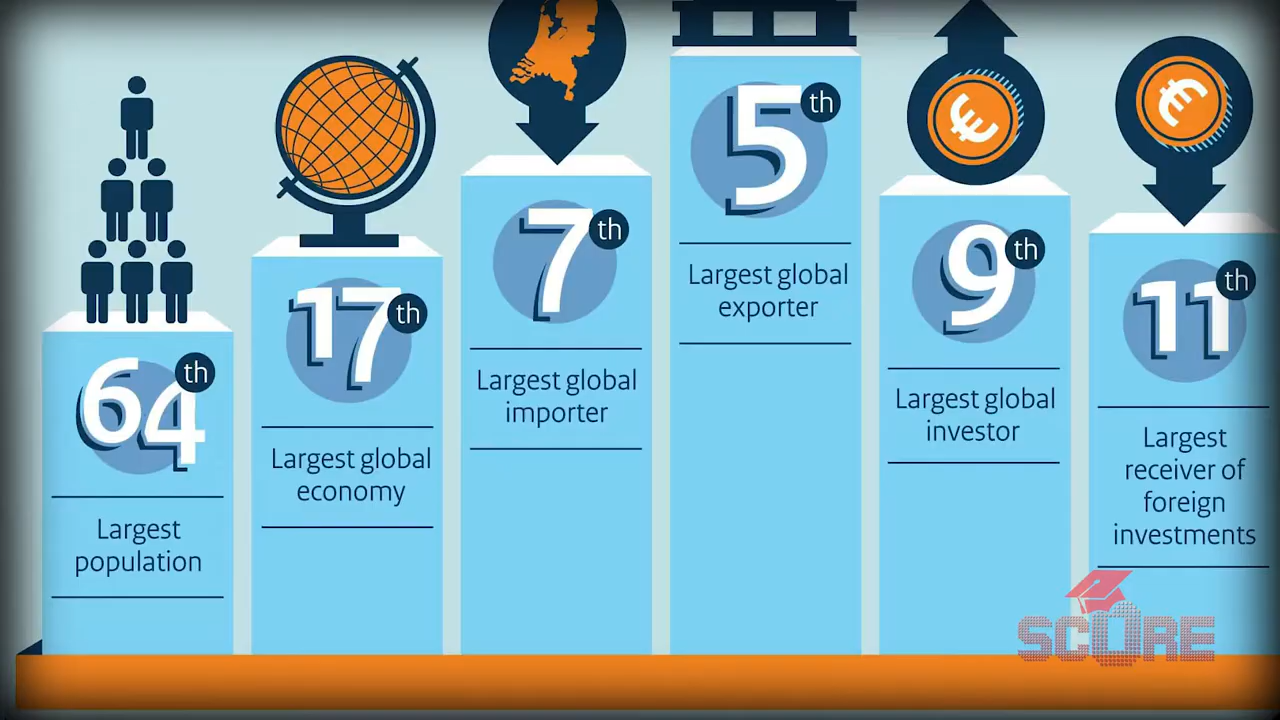 64th
Largest
population
17th
Largest global
economy
7th
Largest global
importer
5th
Largest global
exporter
9th
Largest global
investor
11th
Largest
receiver of
foreign
investments
SCORE